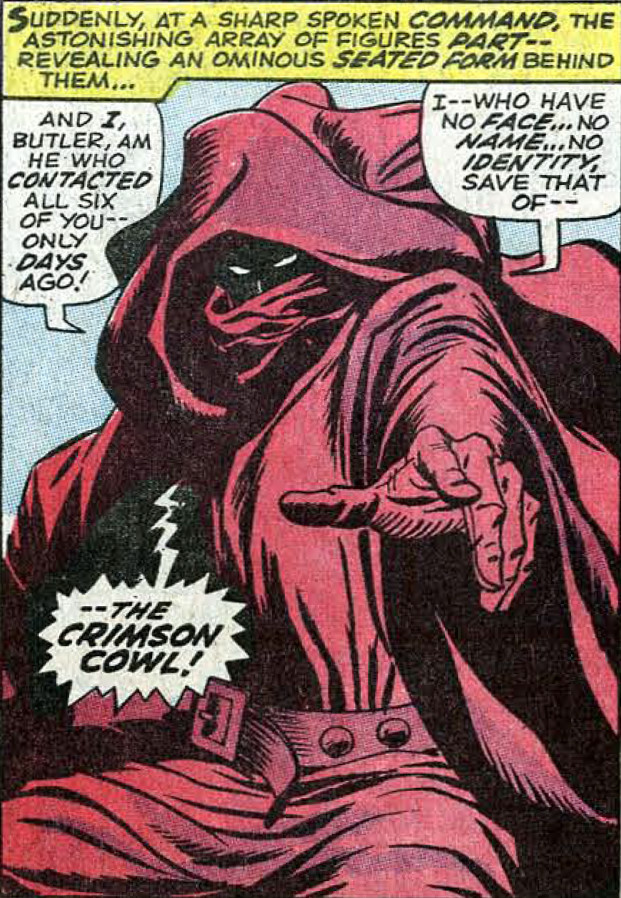 SUDDENLY, AT A SHARP SPOKEN COMMAND, THE
ASTONISHING ARRAY OF FIGURES PART--
REVEALING AN OMINOUS SEATED FORM BEHIND
THEM...
AND I,
BUTLER, AM
HE WHO
CONTACTED
ALL SIX
OF YOU--
ONLY
DAYS
AGO!
I--WHO HAVE
NO FACE...NO
NAME...NO
IDENTITY,
SAVE THAT
OF--
--THE
CRIMSON
COWL!